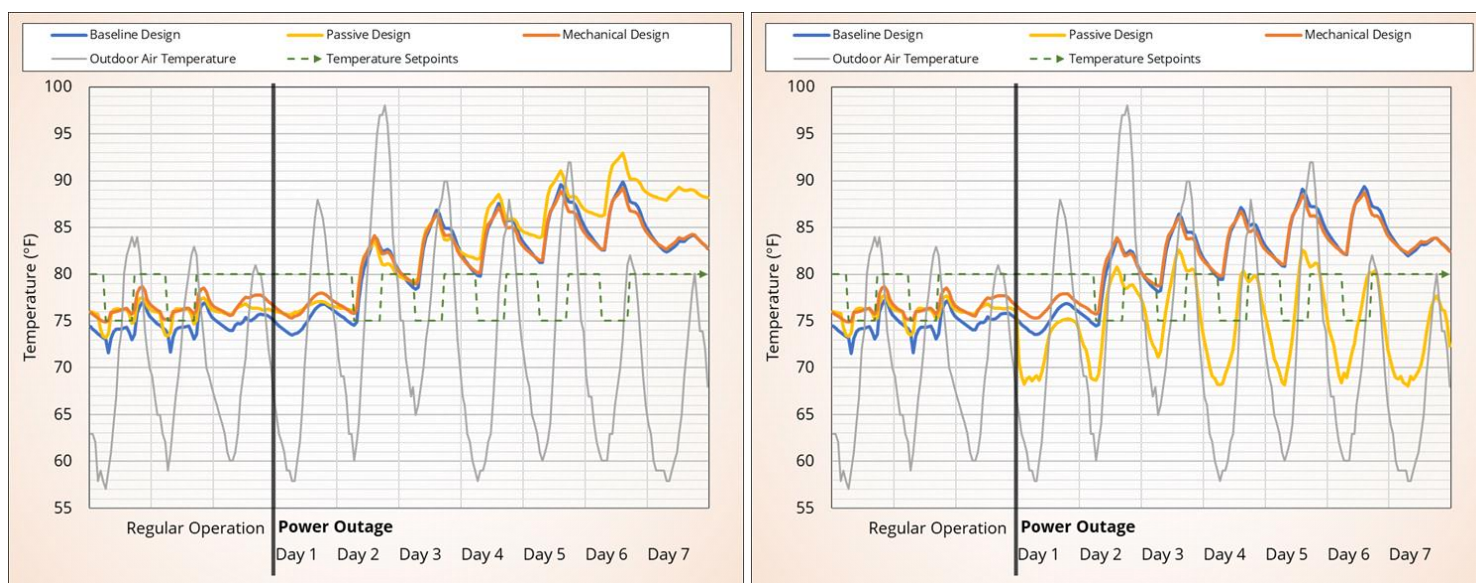 Baseline Design Passive Design Mechanical Design
Outdoor Air Temperature Temperature Setpoints
100
95
90
85
80
75
70
65
60
55
Temperature (°F)
Regular Operation Power Outage
Day 1 Day 2 Day 3 Day 4 Day 5 Day 6 Day 7
Baseline Design Passive Design Mechanical Design
Outdoor Air Temperature Temperature Setpoints
100
95
90
85
80
75
70
65
60
55
Temperature (°F)
Regular Operation Power Outage
Day 1 Day 2 Day 3 Day 4 Day 5 Day 6 Day 7